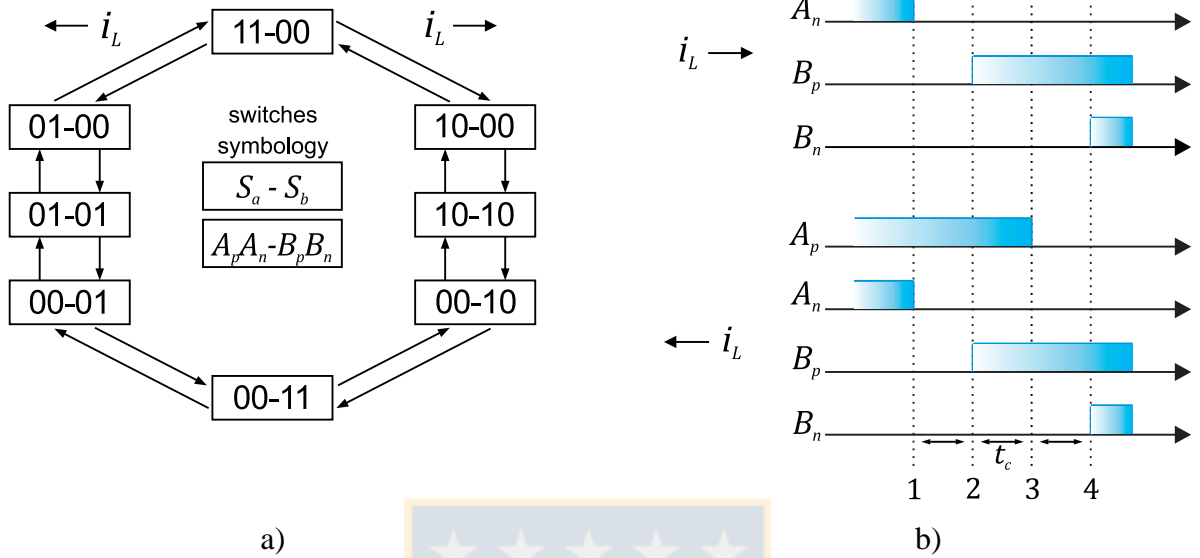 i_L
i_L
11-00
01-00
10-00
switches
symbology
S_a - S_b
01-01
10-10
A_pA_n-B_pB_n
00-01
00-10
00-11
a)
A_n
i_L
B_p
B_n
A_p
A_n
i_L
B_p
B_n
t_c
1 2 3 4
b)